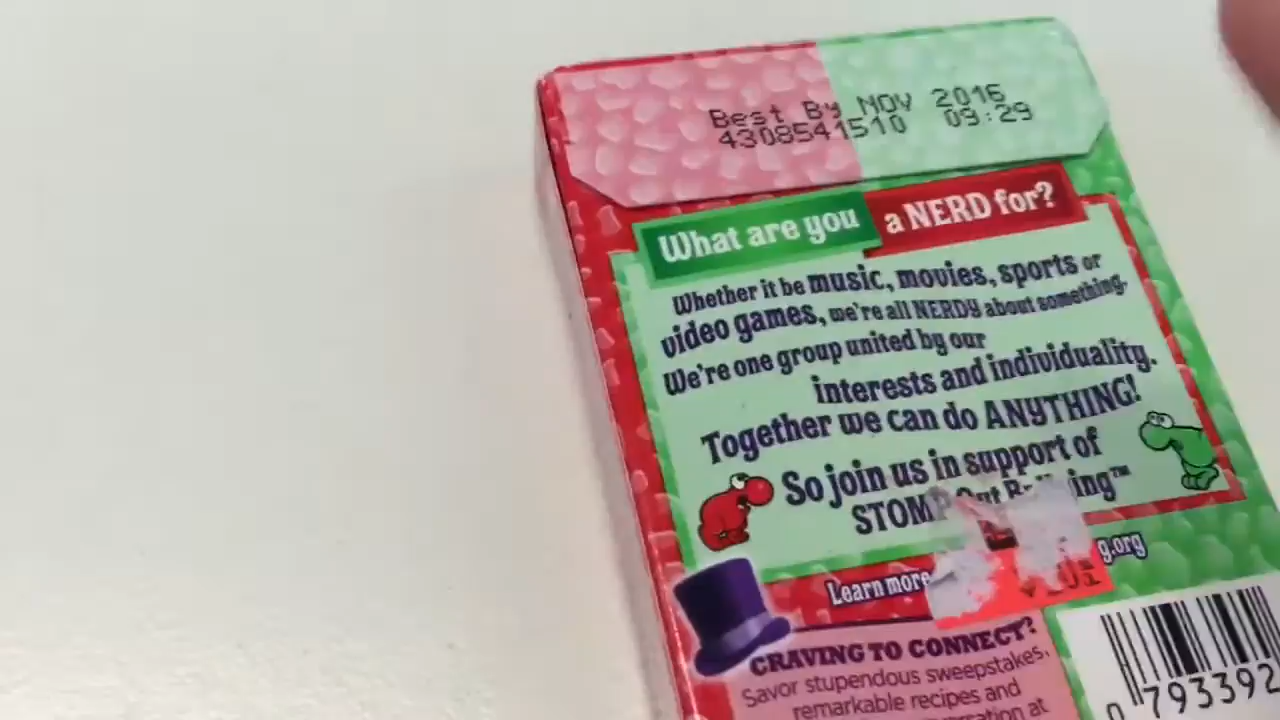 Best By NOV 2016
4308541510 09:29
What are you a NERD for?
Whether it be music, movies, sports or
video games, we're all NERDY about something.
We're one group united by our
interests and individuality.
Together we can do ANYTHING!
So join us in support of
STOMP Out
Learn more
CRAVING TO CONNECT?
Savor stupendous sweepstakes,
remarkable recipes and
at
0 793392